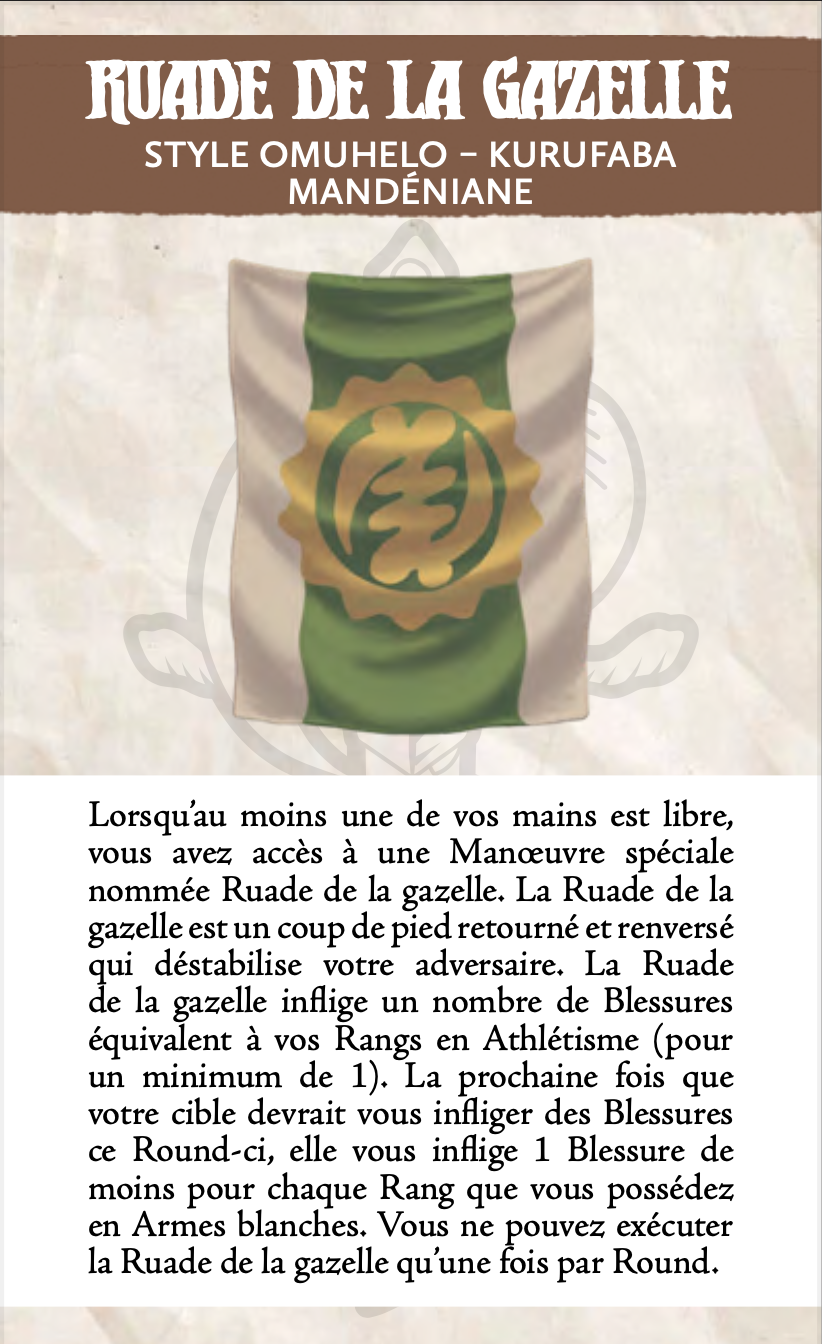 RUADE DE LA GAZELLE
STYLE OMUHELO – KURUFABA
MANDÉNIANE
Lorsqu'au moins une de vos mains est libre,
vous avez accès à une Manœuvre spéciale
nommée Ruade de la gazelle. La Ruade de la
gazelle est un coup de pied retourné et renversé
qui déstabilise votre adversaire. La Ruade
de la gazelle inflige un nombre de Blessures
équivalent à vos Rangs en Athlétisme (pour
un minimum de 1). La prochaine fois que
votre cible devrait vous infliger des Blessures
ce Round-ci, elle vous inflige 1 Blessure de
moins pour chaque Rang que vous possédez
en Armes blanches. Vous ne pouvez exécuter
la Ruade de la gazelle qu'une fois par Round.